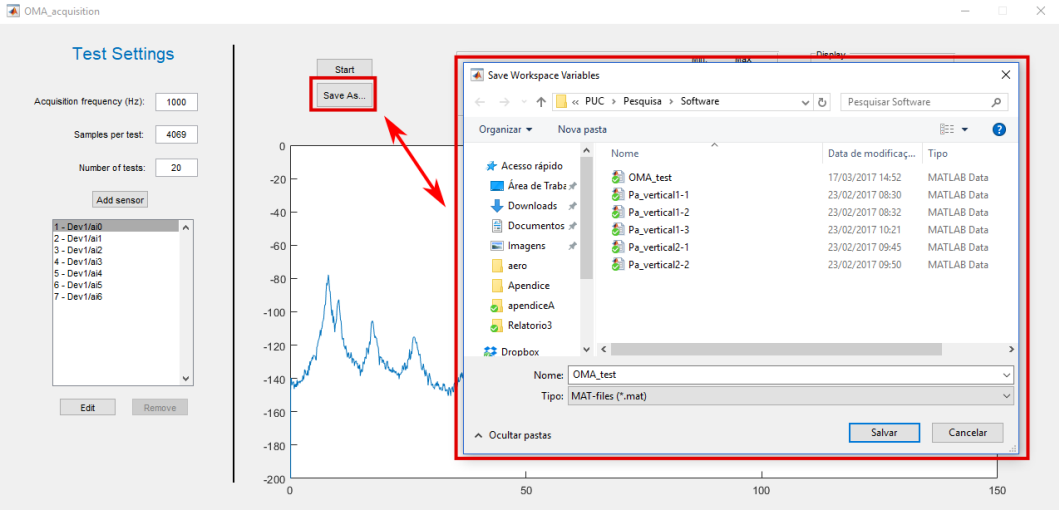 OMA_acquisition
Test Settings
Acquisition frequency (Hz): 1000
Samples per test: 4069
Number of tests: 20
Add sensor
1 - Dev1/ai0
2 - Dev1/ai1
3 - Dev1/ai2
4 - Dev1/ai3
5 - Dev1/ai4
6 - Dev1/ai5
7 - Dev1/ai6
Edit Remove
Start
Save As...
Min. Max. Display
0
-20
-40
-60
-80
-100
-120
-140
-160
-180
-200
0 50 100 150
Save Workspace Variables
« PUC > Pesquisa > Software
Pesquisar Software
Organizar Nova pasta
Acesso rápido
Área de Traba
Downloads
Documentos
Imagens
aero
Apendice
apendiceA
Relatorio3
Dropbox
Nome Data de modificaç... Tipo
OMA_test 17/03/2017 14:52 MATLAB Data
Pa_vertical1-1 23/02/2017 08:30 MATLAB Data
Pa_vertical1-2 23/02/2017 08:32 MATLAB Data
Pa_vertical1-3 23/02/2017 10:21 MATLAB Data
Pa_vertical2-1 23/02/2017 09:45 MATLAB Data
Pa_vertical2-2 23/02/2017 09:50 MATLAB Data
Nome: OMA_test
Tipo: MAT-files (*.mat)
Ocultar pastas
Salvar Cancelar